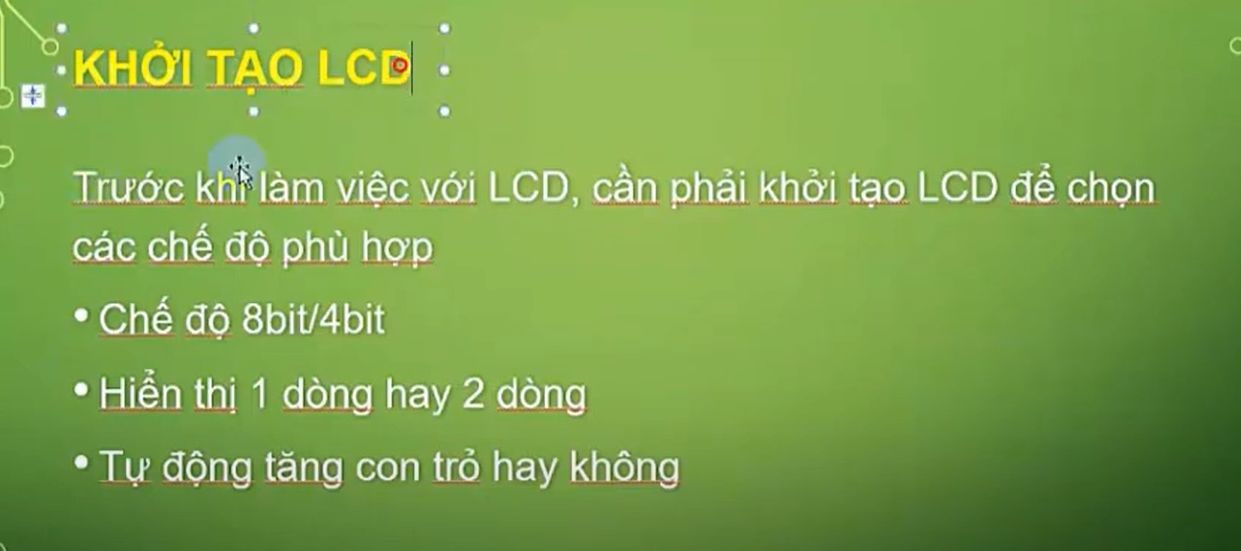 KHỞI TẠO LCD
Trước khi làm việc với LCD, cần phải khởi tạo LCD để chọn
các chế độ phù hợp
• Chế độ 8bit/4bit
• Hiển thị 1 dòng hay 2 dòng
• Tự động tăng con trỏ hay không